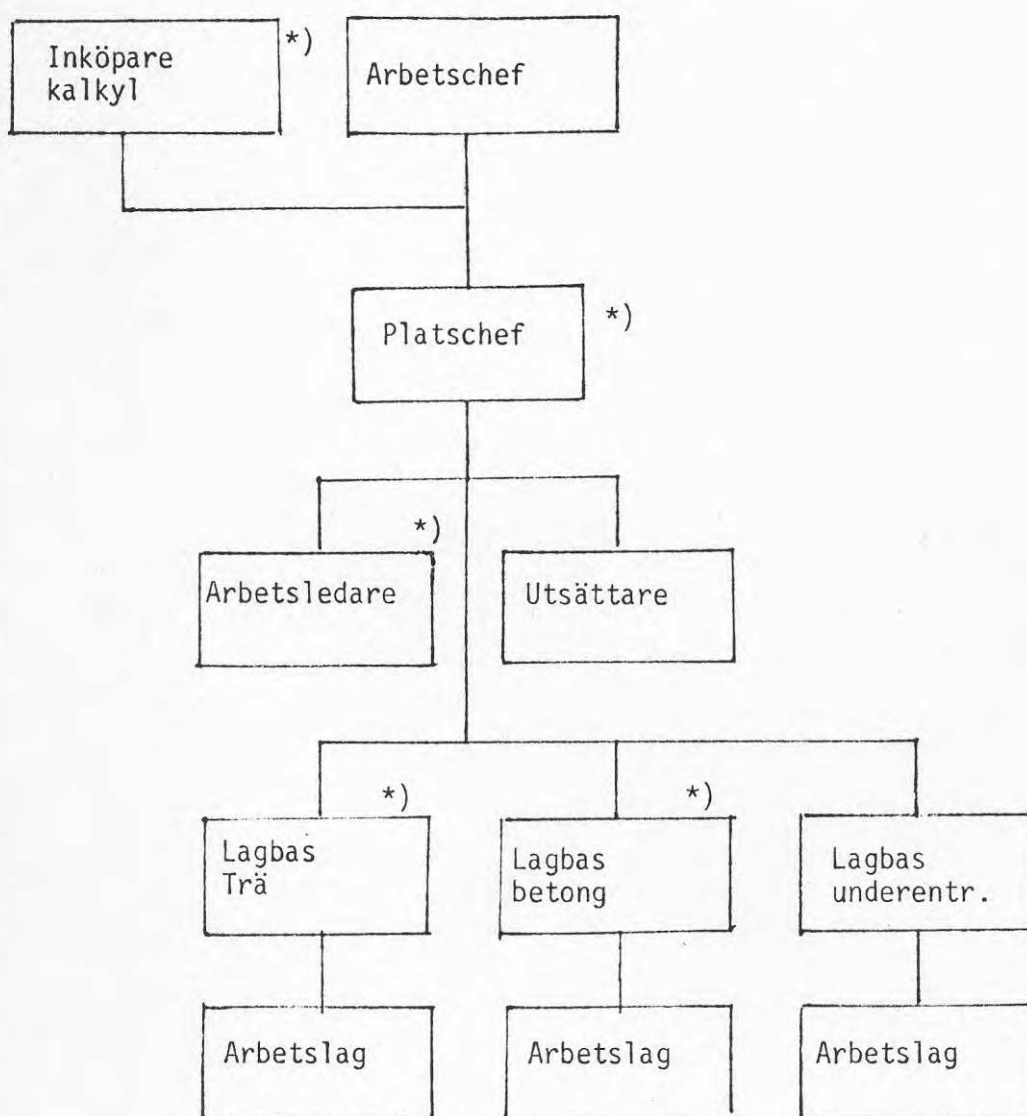 Inköpare
kalkyl
*)
Arbetschef
Platschef
*)
*)
Arbetsledare
Utsättare
*)
*)
Lagbas
Trä
Lagbas
betong
Lagbas
underentr.
Arbetslag
Arbetslag
Arbetslag